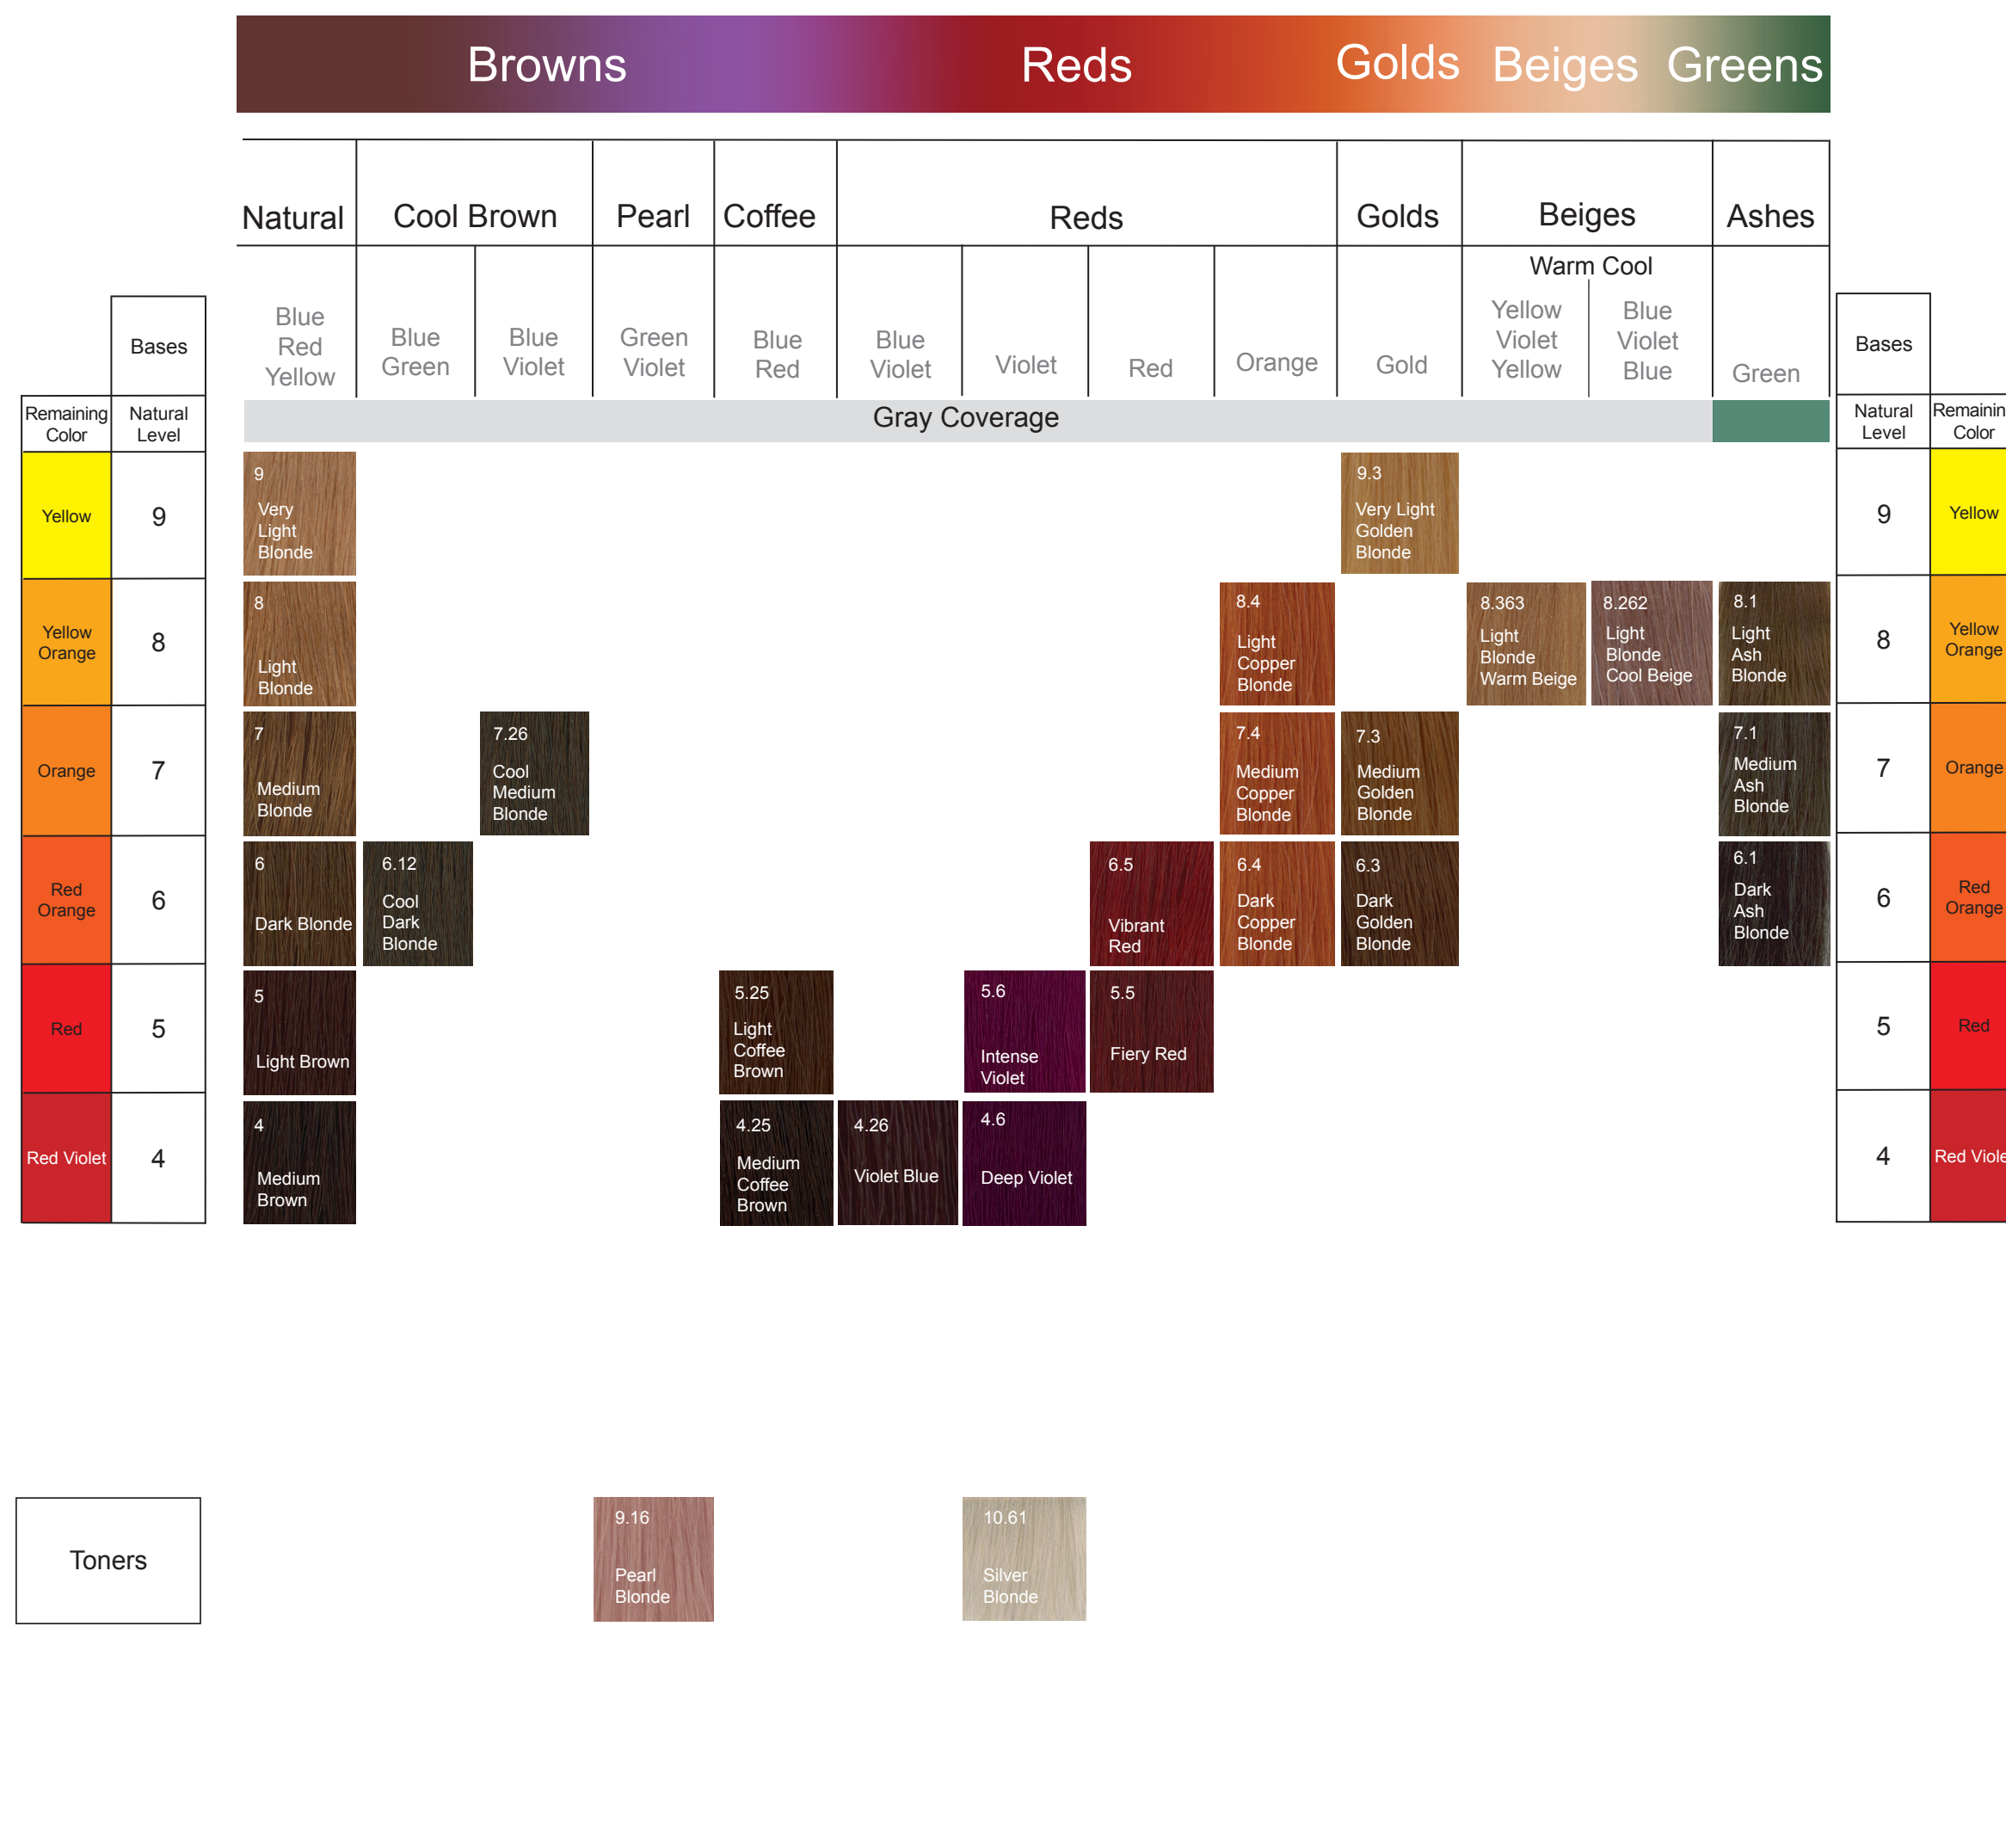 Browns Reds Golds Beiges Greens
Natural Cool Brown Pearl Coffee Reds Golds Beiges Ashes
Warm Cool
Bases
Blue
Red
Yellow
Blue
Green
Blue
Violet
Green
Violet
Blue
Red
Blue
Violet
Violet
Red
Orange
Gold
Yellow
Violet
Yellow
Blue
Violet
Blue
Green
Bases
Remaining
Color
Natural
Level
Gray Coverage
Natural
Level
Remainin
Color
Yellow
9
9
Very
Light
Blonde
9.3
Very Light
Golden
Blonde
9
Yellow
Yellow
Orange
8
8
Light
Blonde
8.4
Light
Copper
Blonde
8.363
Light
Blonde
Warm Beige
8.262
Light
Blonde
Cool Beige
8.1
Light
Ash
Blonde
8
Yellow
Orange
Orange
7
7
Medium
Blonde
7.26
Cool
Medium
Blonde
7.4
Medium
Copper
Blonde
7.3
Medium
Golden
Blonde
7.1
Medium
Ash
Blonde
7
Orange
Red
Orange
6
6
Dark Blonde
6.12
Cool
Dark
Blonde
6.5
Vibrant
Red
6.4
Dark
Copper
Blonde
6.3
Dark
Golden
Blonde
6.1
Dark
Ash
Blonde
6
Red
Orange
Red
5
5
Light Brown
5.25
Light
Coffee
Brown
5.6
Intense
Violet
5.5
Fiery Red
5
Red
Red Violet
4
4
Medium
Brown
4.25
Medium
Coffee
Brown
4.26
Violet Blue
4.6
Deep Violet
4
Red Viole
Toners
9.16
Pearl
Blonde
10.61
Silver
Blonde